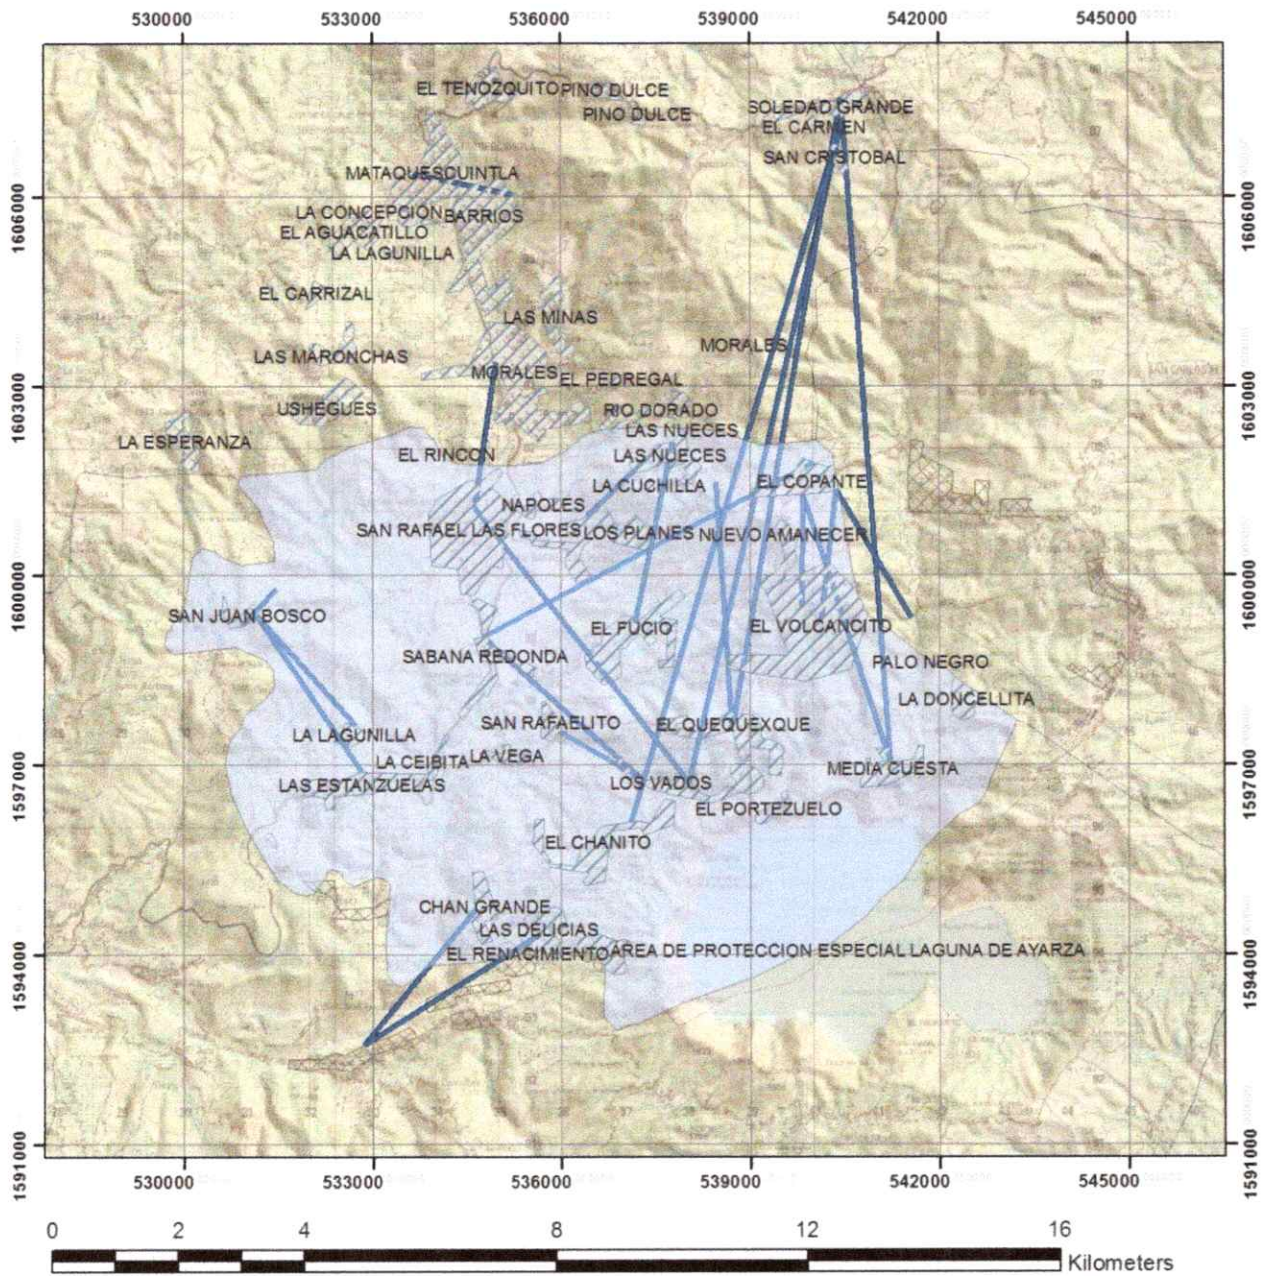 530000 533000 536000 539000 542000 545000
EL TENOZQUITO PINO DULCE
SOLEDAD GRANDE
PINO DULCE
EL CARMEN
SAN CRISTOBAL
MATAQUESCUINTLA
1606000 1606000
LA CONCEPCION BARRIOS
EL AGUACATILLO
LA LAGUNILLA
EL CARRIZAL
LAS MINAS
MORALES
LAS MARONCHAS
MORALES
EL PEDREGAL
1603000 1603000
USHEGUES
RIO DORADO
LAS NUECES
LA ESPERANZA
EL RINCON
LAS NUECES
EL COPANTE
LA CUCHILLA
NAPOLES
SAN RAFAEL LAS FLORES LOS PLANES NUEVO AMANECER
1600000 1600000
SAN JUAN BOSCO
EL FUCIO
EL VOLCANCITO
SABANA REDONDA
PALO NEGRO
LA DONCELLITA
SAN RAFAELITO
EL QUEQUEXQUE
LA LAGUNILLA
LA VEGA
LA CEIBITA
1597000 1597000
MEDIA CUESTA
LAS ESTANZUELAS
LOS VADOS
EL PORTEZUELO
EL CHANITO
CHAN GRANDE
LAS DELICIAS
EL RENACIMIENTO AREA DE PROTECCION ESPECIAL LAGUNA DE AYARZA
1594000 1594000
1591000 1591000
530000 533000 536000 539000 542000 545000
0 2 4 8 12 16
Kilometers